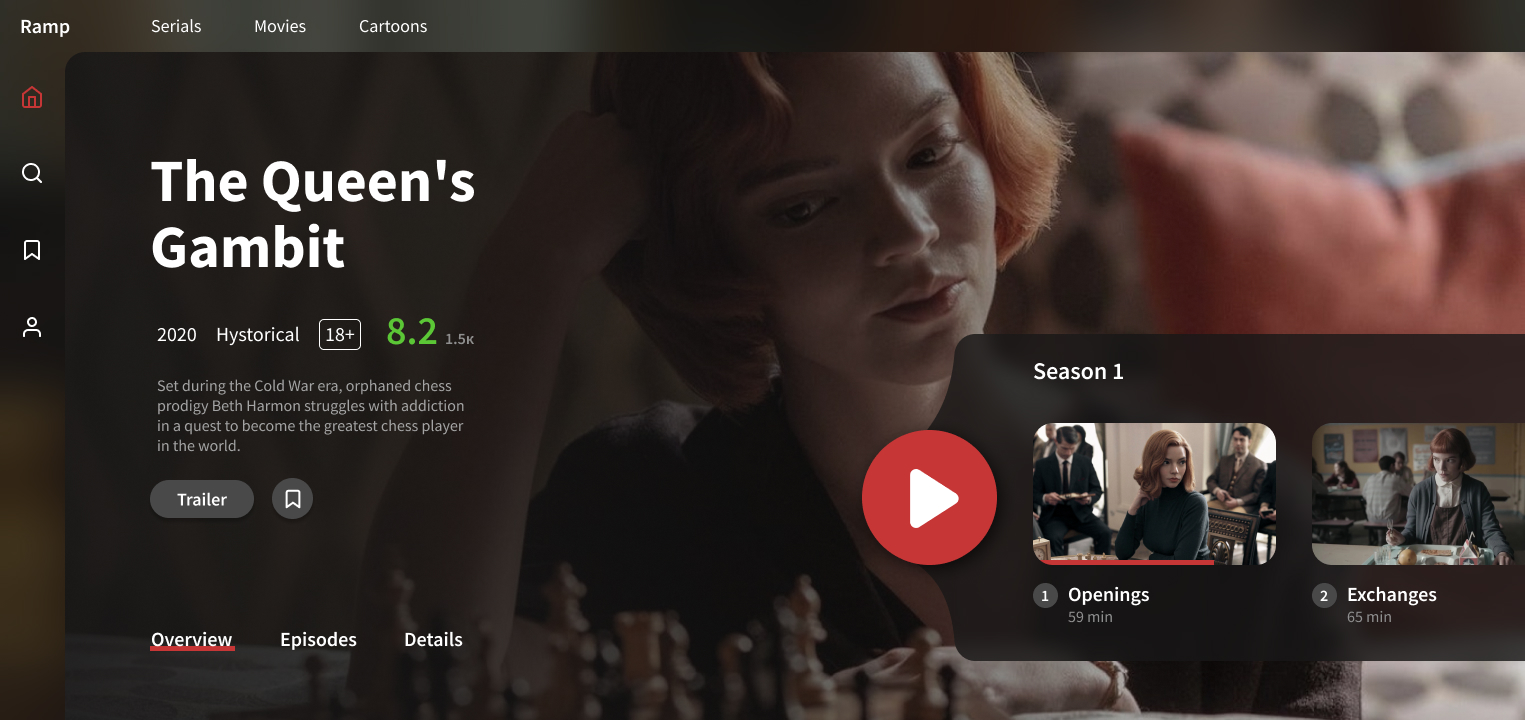 Ramp
Serials
Movies
Cartoons
The Queen's
Gambit
2020 Hystorical 18+ 8.2 1.5к
Set during the Cold War era, orphaned chess
prodigy Beth Harmon struggles with addiction
in a quest to become the greatest chess player
in the world.
Trailer
Overview
Episodes
Details
Season 1
1 Openings
59 min
2 Exchanges
65 min